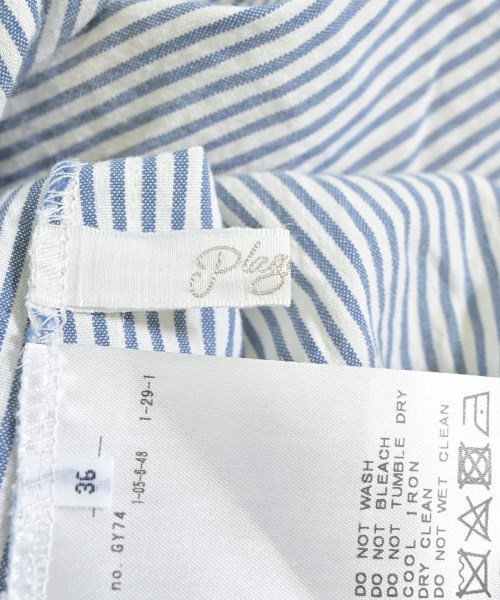 36
no. GY74
1-05-6-48
1-29-1
DO NOT WASH
DO NOT BLEACH
DO NOT TUMBLE DRY
COOL IRON
DRY CLEAN
DO NOT WET CLEAN